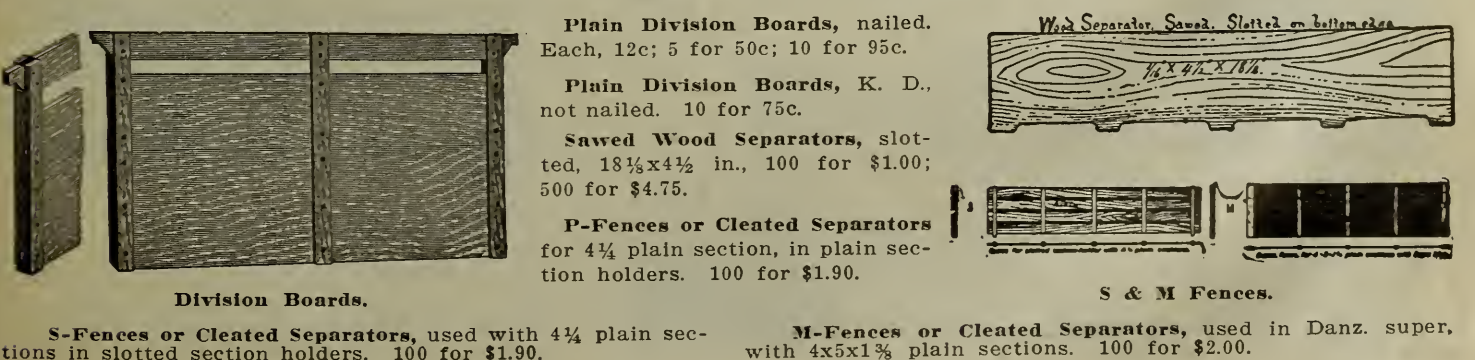 Plain Division Boards, nailed.
Each, 12c; 5 for 50c; 10 for 95c.
Plain Division Boards, K. D.,
not nailed. 10 for 75c.
Sawed Wood Separators, slot-
ted, 18⅛x4½ in., 100 for $1.00;
500 for $4.75.
P-Fences or Cleated Separators
for 4¼ plain section, in plain sec-
tion holders. 100 for $1.90.
Division Boards.
Wood Separator, Sawed. Slotted on bottom edge
1/16 X 4½ X 18⅛
M
S & M Fences.
S-Fences or Cleated Separators, used with 4¼ plain sec-
tions in slotted section holders. 100 for $1.90.
M-Fences or Cleated Separators, used in Danz. super,
with 4x5x1⅜ plain sections. 100 for $2.00.